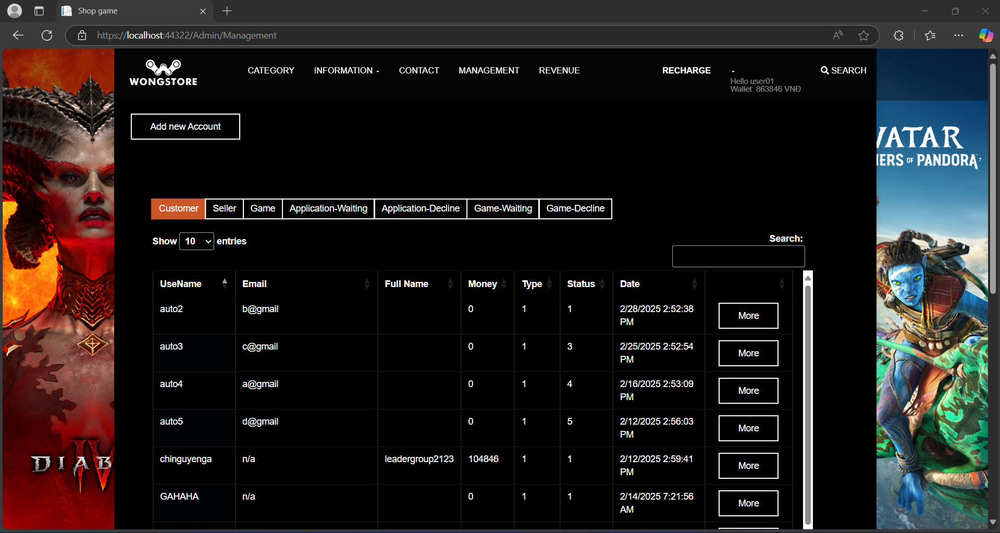 Shop game
https://localhost:44322/Admin/Management
WONGSTORE
CATEGORY INFORMATION CONTACT MANAGEMENT REVENUE RECHARGE SEARCH
Hello user01
Wallet: 863846 VNĐ
Add new Account
VATAR
IERS OF PANDORA
Customer Seller Game Application-Waiting Application-Decline Game-Waiting Game-Decline
Show 10 entries
Search:
UseName Email Full Name Money Type Status Date
auto2 b@gmail 0 1 1 2/28/2025 2:52:38 PM More
auto3 c@gmail 0 1 3 2/25/2025 2:52:54 PM More
auto4 a@gmail 0 1 4 2/16/2025 2:53:09 PM More
auto5 d@gmail 0 1 5 2/12/2025 2:56:03 PM More
chinguyenga n/a leadergroup2123 104846 1 1 2/12/2025 2:59:41 PM More
GAHAHA n/a 0 1 1 2/14/2025 7:21:56 AM More
DIAB
IV